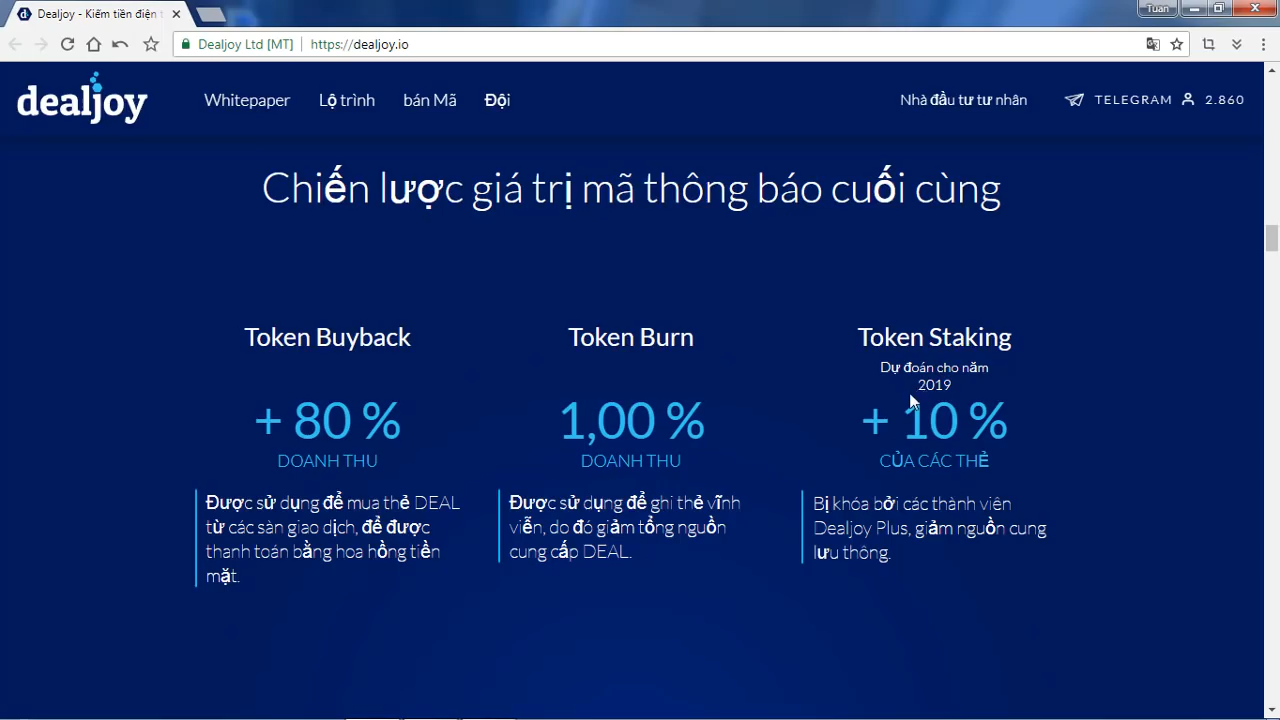 Dealjoy - Kiếm tiền điện t
Tuan
Dealjoy Ltd [MT]
https://dealjoy.io
dealjoy
Whitepaper
Lộ trình
bán Mã
Đội
Nhà đầu tư tư nhân
TELEGRAM
2.860
Chiến lược giá trị mã thông báo cuối cùng
Token Buyback
+ 80 %
DOANH THU
Được sử dụng để mua thẻ DEAL
từ các sàn giao dịch, để được
thanh toán bằng hoa hồng tiền
mặt.
Token Burn
1,00 %
DOANH THU
Được sử dụng để ghi thẻ vĩnh
viễn, do đó giảm tổng nguồn
cung cấp DEAL.
Token Staking
Dự đoán cho năm
2019
+ 10 %
CỦA CÁC THẺ
Bị khóa bởi các thành viên
Dealjoy Plus, giảm nguồn cung
lưu thông.